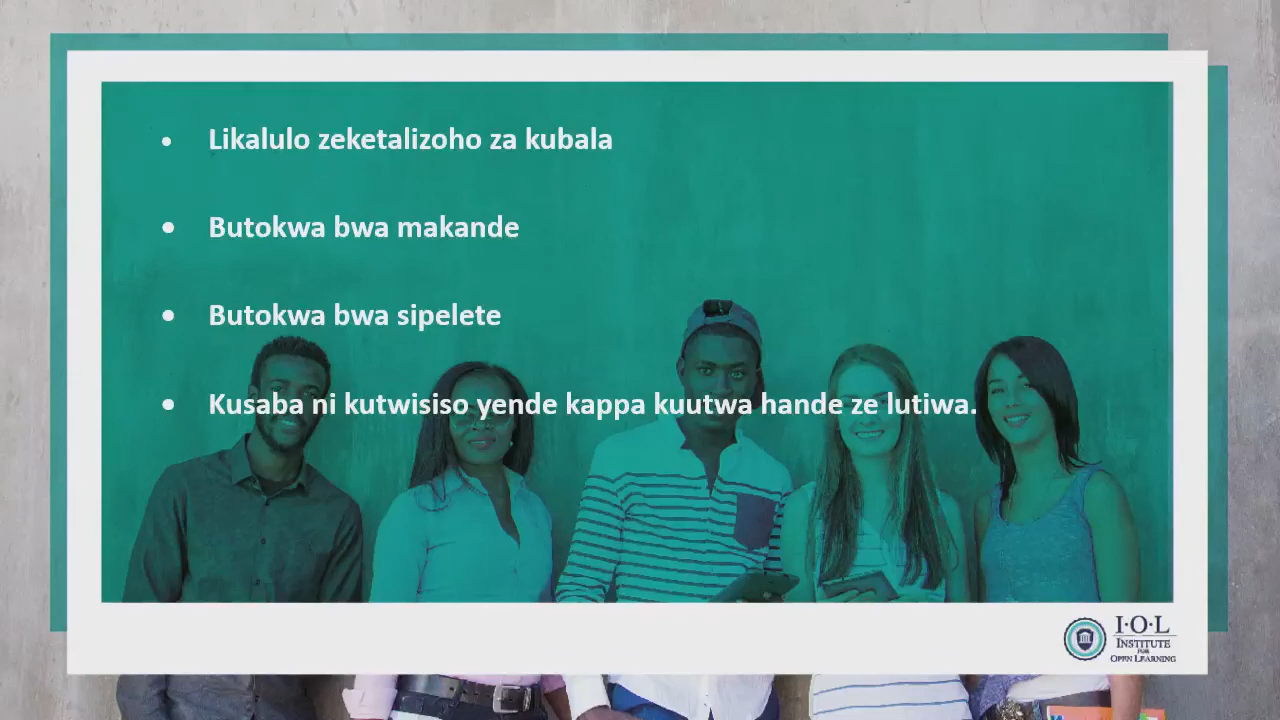 Likalulo zeketalizoho za kubala
Butokwa bwa makande
Butokwa bwa sipelete
Kusaba ni kutwisiso yende kappa kuutwa hande ze lutiwa.
I·O·L
INSTITUTE
FOR
OPEN LEARNING